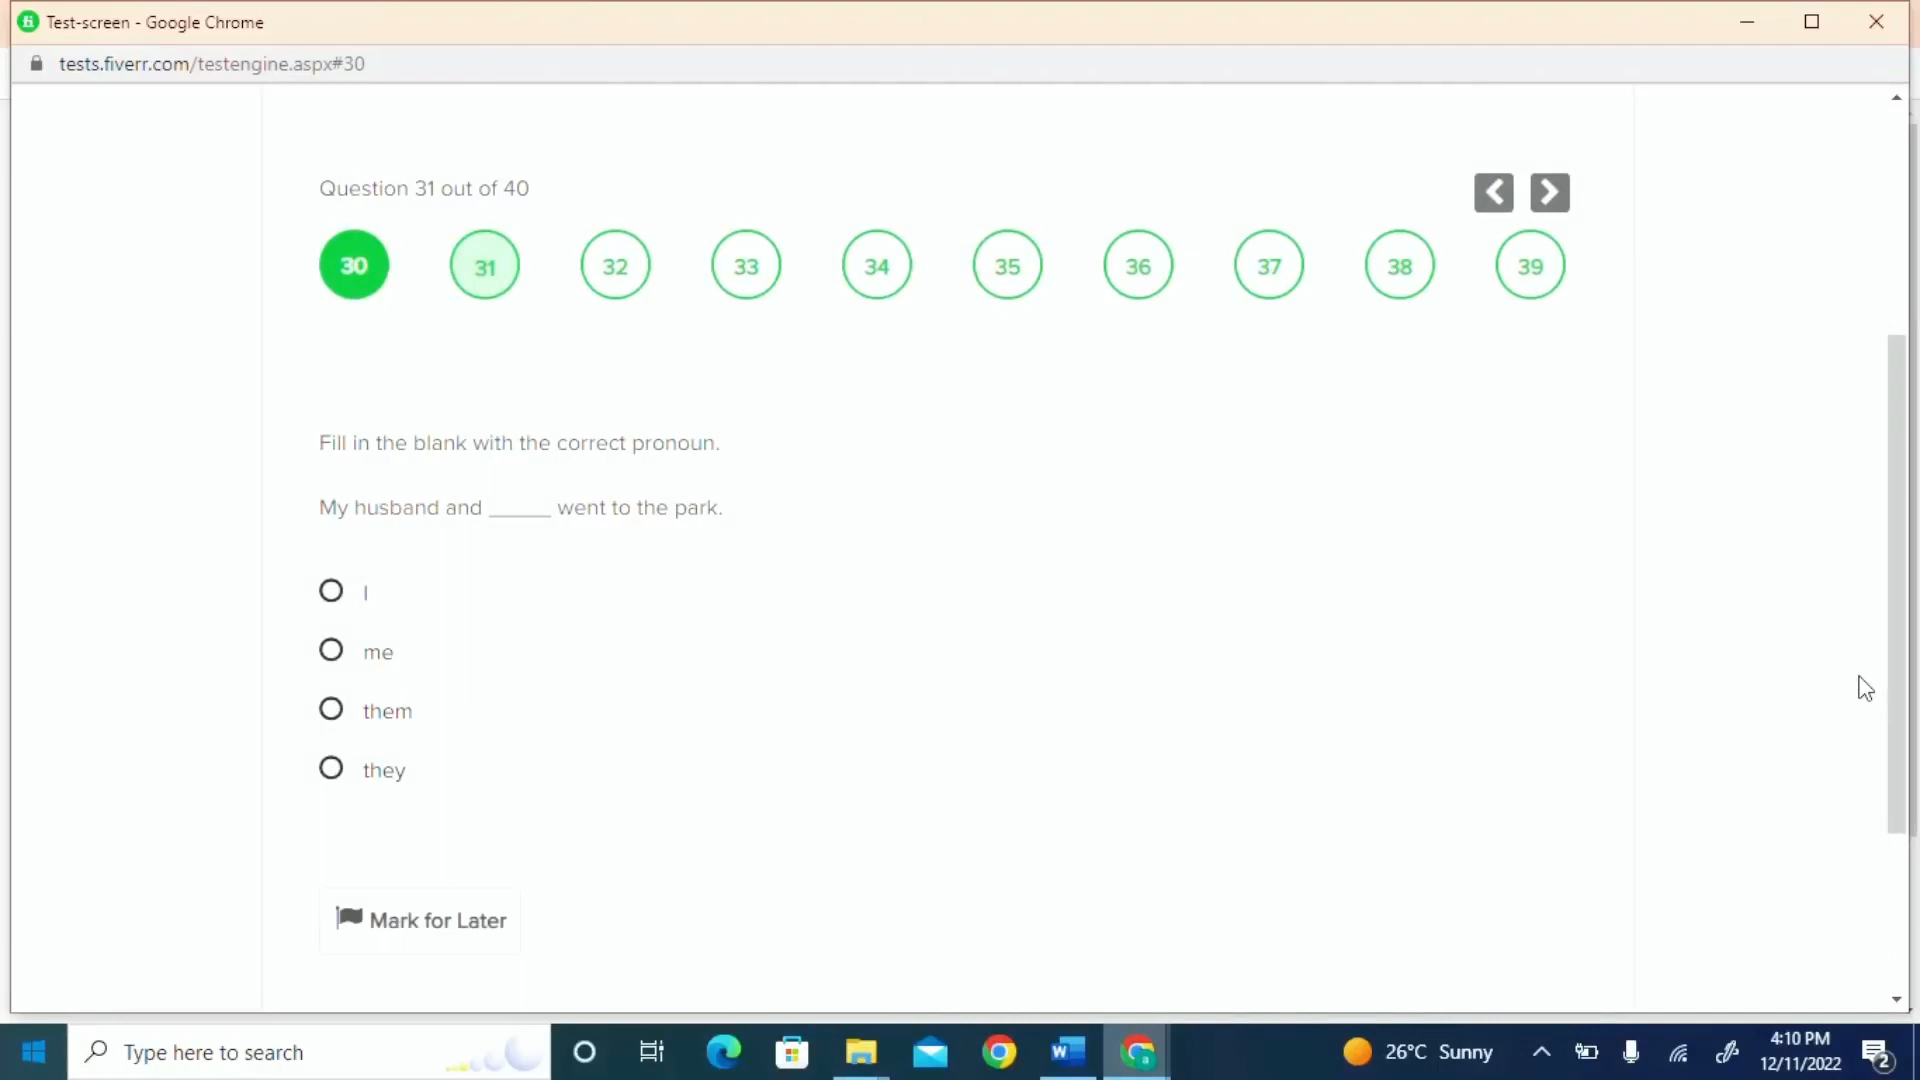 Test-screen - Google Chrome
tests.fiverr.com/testengine.aspx#30
Question 31 out of 40
30 31 32 33 34 35 36 37 38 39
Fill in the blank with the correct pronoun.
My husband and ______ went to the park.
I
me
them
they
Mark for Later
Type here to search
26°C Sunny
4:10 PM
12/11/2022
2